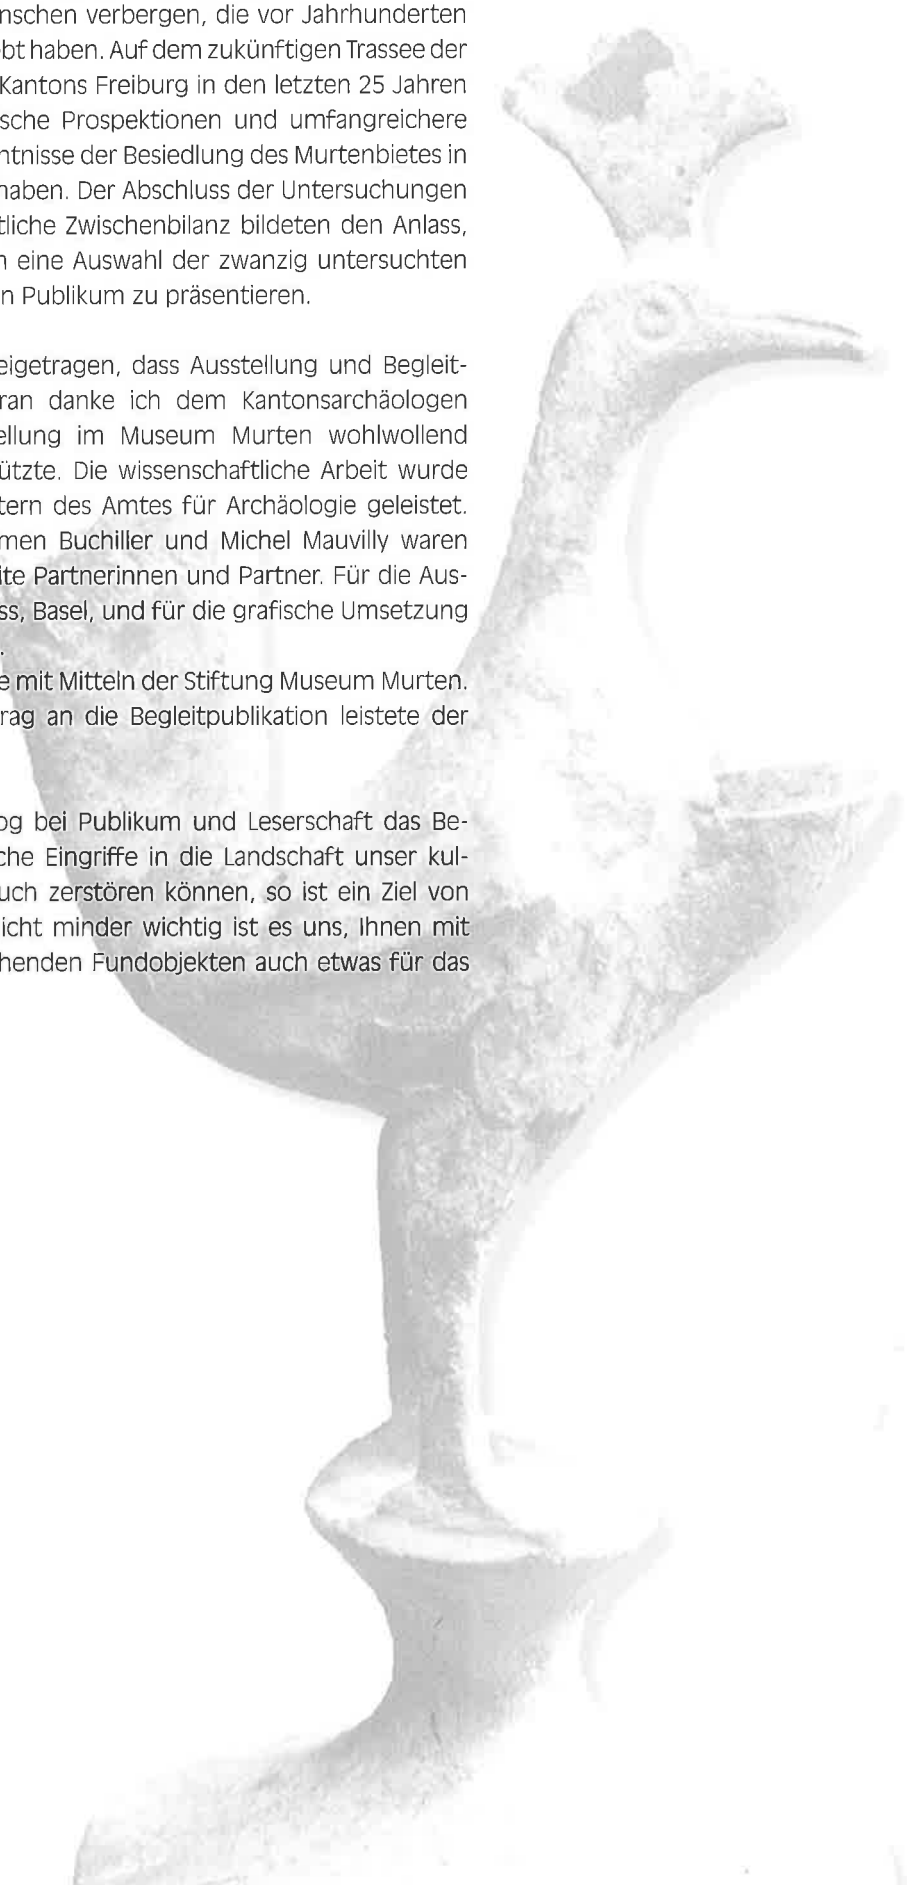 nschen verbergen, die vor Jahrhunderten
bt haben. Auf dem zukünftigen Trassee der
Kantons Freiburg in den letzten 25 Jahren
sche Prospektionen und umfangreichere
ntnisse der Besiedlung des Murtenbietes in
haben. Der Abschluss der Untersuchungen
tliche Zwischenbilanz bildeten den Anlass,
n eine Auswahl der zwanzig untersuchten
n Publikum zu präsentieren.
eigetragen, dass Ausstellung und Begleit-
ran danke ich dem Kantonsarchäologen
ellung im Museum Murten wohlwollend
ützte. Die wissenschaftliche Arbeit wurde
tern des Amtes für Archäologie geleistet.
men Buchiller und Michel Mauvilly waren
ite Partnerinnen und Partner. Für die Aus-
ss, Basel, und für die grafische Umsetzung
.
e mit Mitteln der Stiftung Museum Murten.
rag an die Begleitpublikation leistete der
og bei Publikum und Leserschaft das Be-
che Eingriffe in die Landschaft unser kul-
uch zerstören können, so ist ein Ziel von
icht minder wichtig ist es uns, Ihnen mit
henden Fundobjekten auch etwas für das